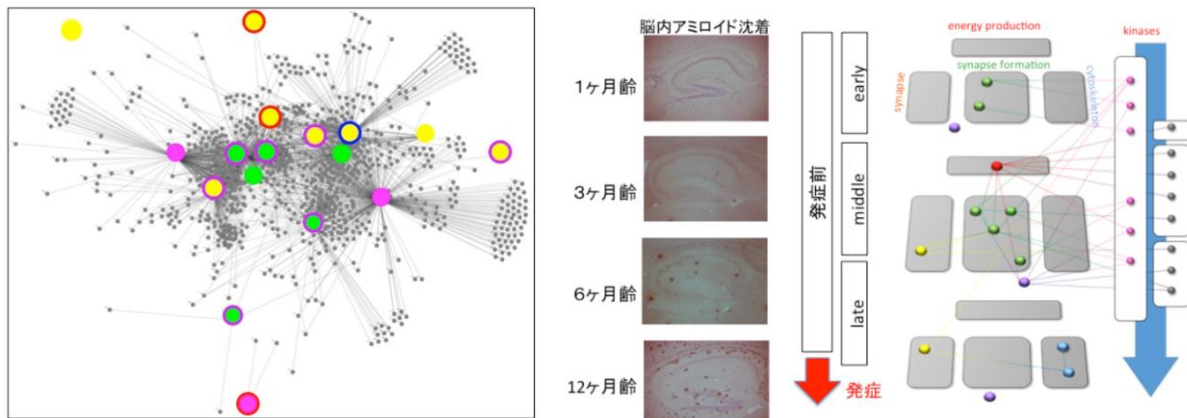 脳内アミロイド沈着
1ヶ月齢
3ヶ月齢
6ヶ月齢
12ヶ月齢
発症前
発症
early
middle
late
energy production
synapse formation
synapse
cytoskeleton
kinases